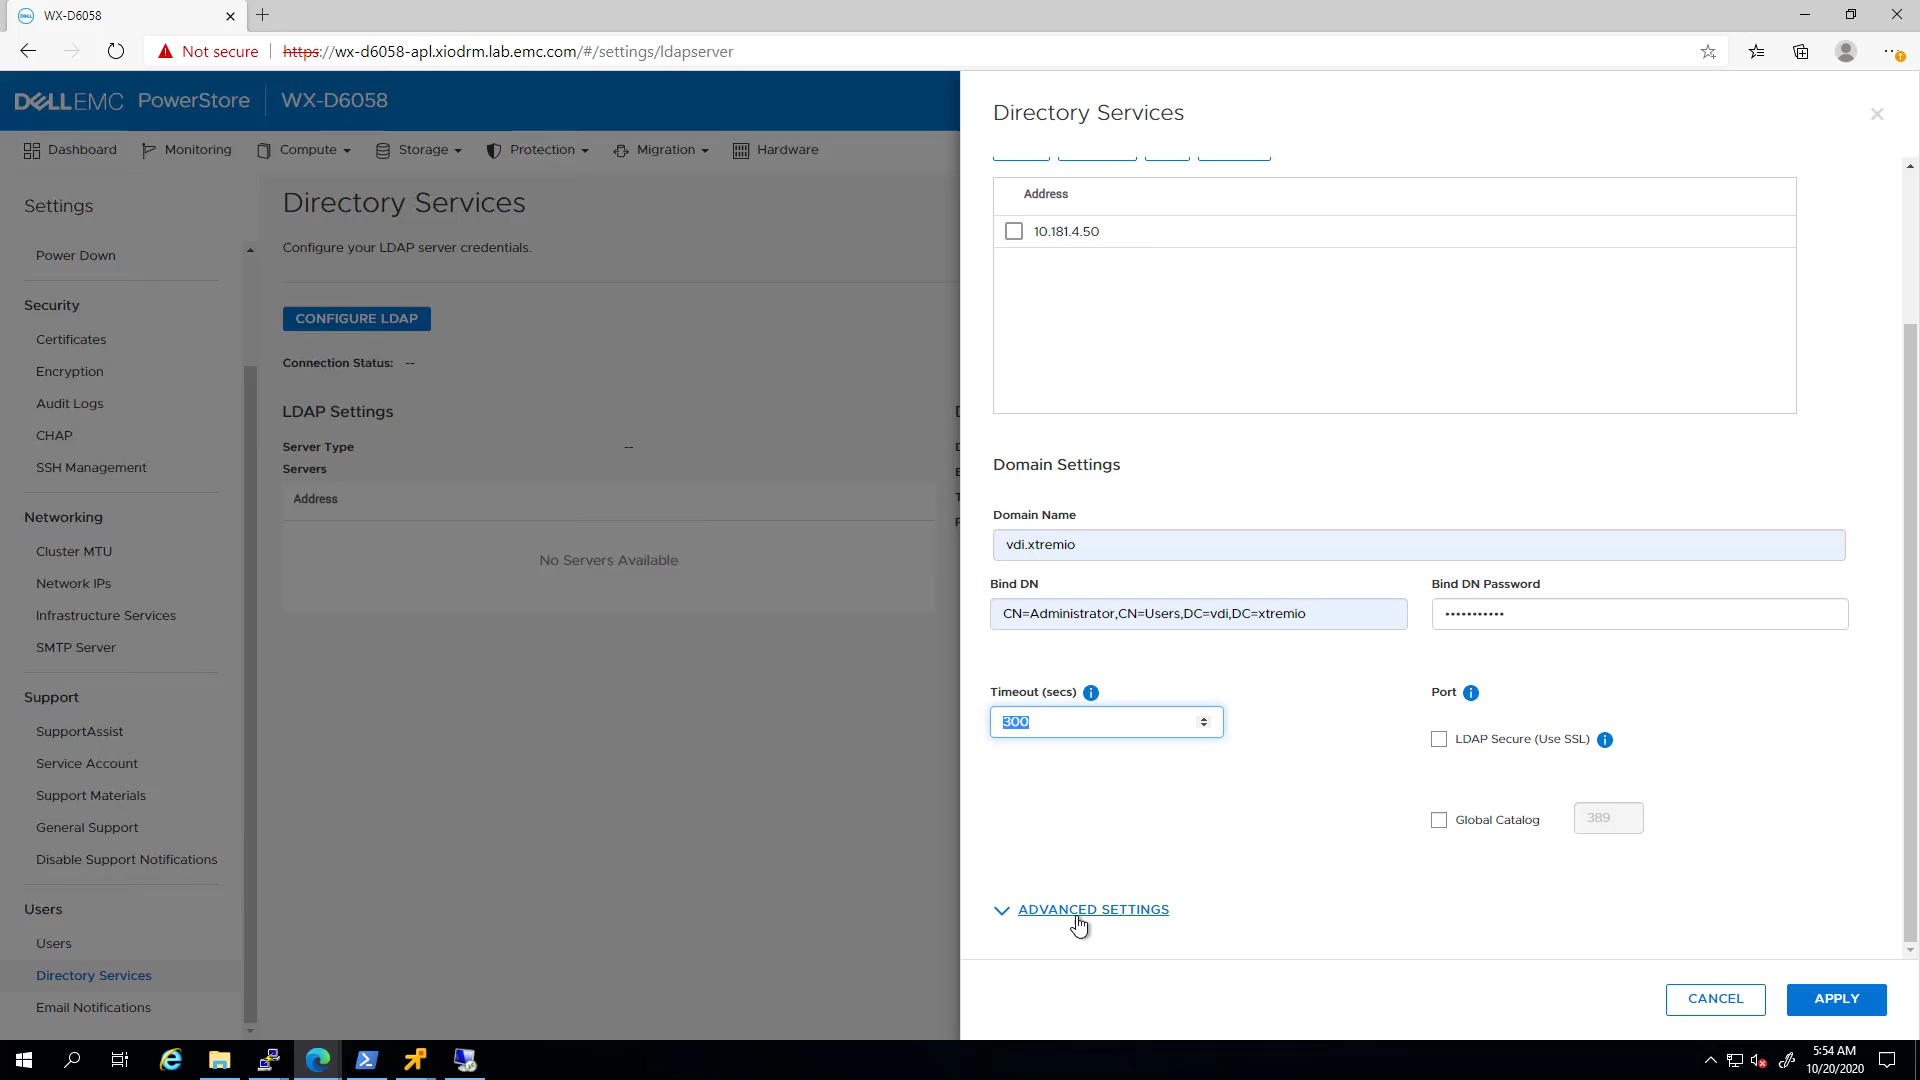 WX-D6058
Not secure
https://wx-d6058-apl.xiodrm.lab.emc.com/#/settings/ldapserver
DELLEMC PowerStore WX-D6058
Dashboard Monitoring Compute Storage Protection Migration Hardware
Settings
Power Down
Security
Certificates
Encryption
Audit Logs
CHAP
SSH Management
Networking
Cluster MTU
Network IPs
Infrastructure Services
SMTP Server
Support
SupportAssist
Service Account
Support Materials
General Support
Disable Support Notifications
Users
Users
Directory Services
Email Notifications
Directory Services
Configure your LDAP server credentials.
CONFIGURE LDAP
Connection Status: --
LDAP Settings
Server Type --
Servers
Address
No Servers Available
Directory Services
Address
10.181.4.50
Domain Settings
Domain Name
vdi.xtremio
Bind DN
CN=Administrator,CN=Users,DC=vdi,DC=xtremio
Bind DN Password
•••••••••••
Timeout (secs)
300
Port
LDAP Secure (Use SSL)
Global Catalog
389
ADVANCED SETTINGS
CANCEL
APPLY
5:54 AM
10/20/2020